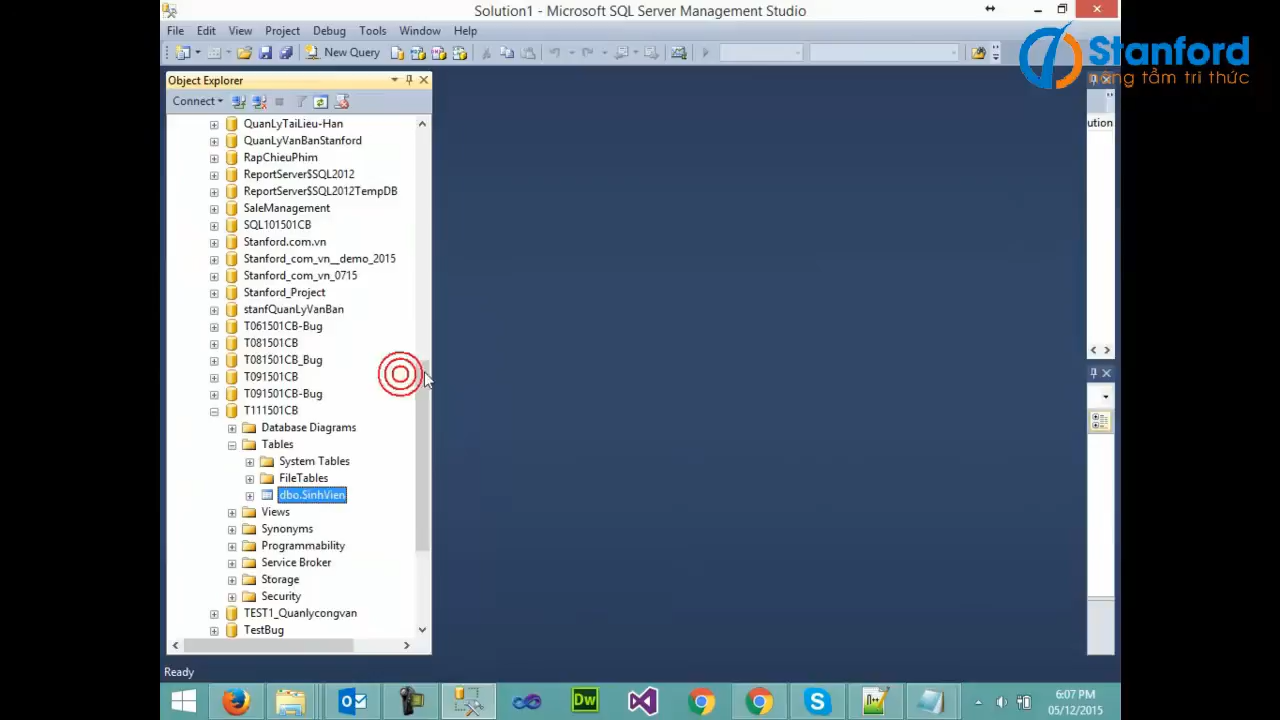 Solution1 - Microsoft SQL Server Management Studio
File Edit View Project Debug Tools Window Help
Stanford
New Query
tầm tri thức
Object Explorer
Connect
ution
QuanLyTaiLieu-Han
QuanLyVanBanStanford
RapChieuPhim
ReportServer$SQL2012
ReportServer$SQL2012TempDB
SaleManagement
SQL101501CB
Stanford.com.vn
Stanford_com_vn__demo_2015
Stanford_com_vn_0715
Stanford_Project
stanfQuanLyVanBan
T061501CB-Bug
T081501CB
T081501CB_Bug
T091501CB
T091501CB-Bug
T111501CB
Database Diagrams
Tables
System Tables
FileTables
dbo.SinhVien
Views
Synonyms
Programmability
Service Broker
Storage
Security
TEST1_Quanlycongvan
TestBug
Ready
Dw
6:07 PM
05/12/2015